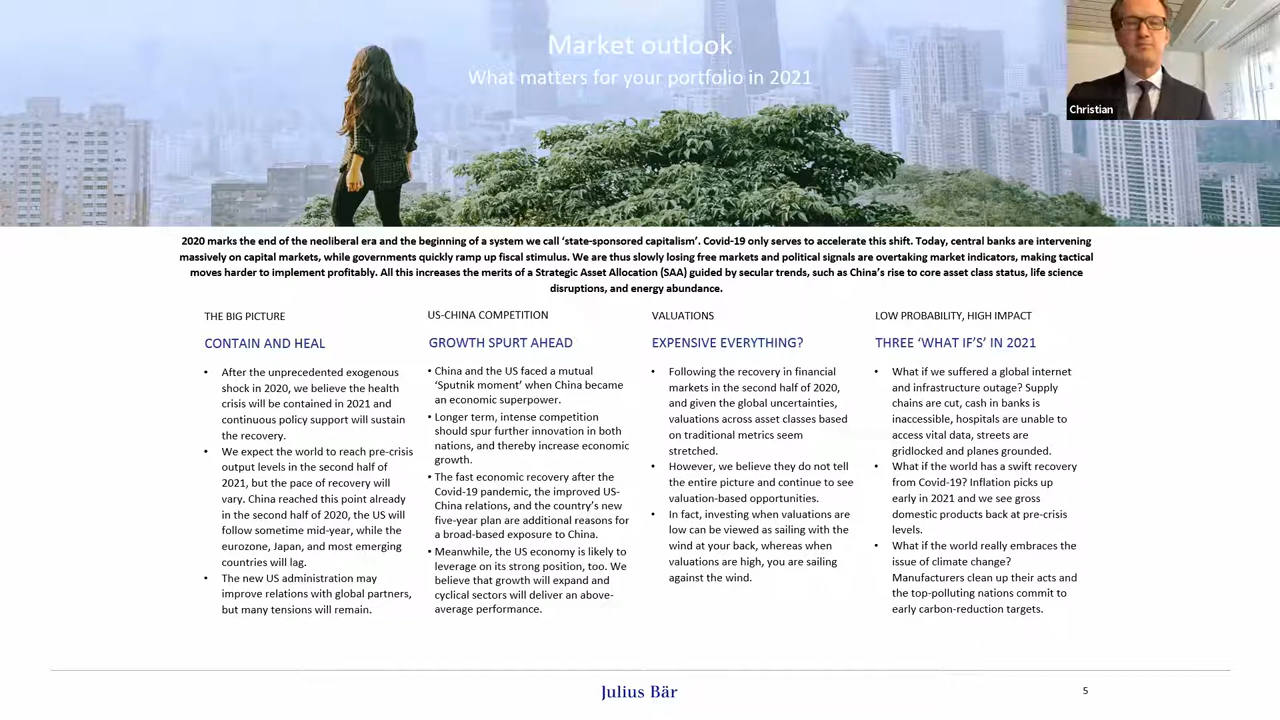 Market outlook
What matters for your portfolio in 2021
Christian
2020 marks the end of the neoliberal era and the beginning of a system we call ‘state-sponsored capitalism’. Covid-19 only serves to accelerate this shift. Today, central banks are intervening
massively on capital markets, while governments quickly ramp up fiscal stimulus. We are thus slowly losing free markets and political signals are overtaking market indicators, making tactical
moves harder to implement profitably. All this increases the merits of a Strategic Asset Allocation (SAA) guided by secular trends, such as China’s rise to core asset class status, life science
disruptions, and energy abundance.
THE BIG PICTURE
CONTAIN AND HEAL
• After the unprecedented exogenous
shock in 2020, we believe the health
crisis will be contained in 2021 and
continuous policy support will sustain
the recovery.
• We expect the world to reach pre-crisis
output levels in the second half of
2021, but the pace of recovery will
vary. China reached this point already
in the second half of 2020, the US will
follow sometime mid-year, while the
eurozone, Japan, and most emerging
countries will lag.
• The new US administration may
improve relations with global partners,
but many tensions will remain.
US-CHINA COMPETITION
GROWTH SPURT AHEAD
• China and the US faced a mutual
‘Sputnik moment’ when China became
an economic superpower.
• Longer term, intense competition
should spur further innovation in both
nations, and thereby increase economic
growth.
• The fast economic recovery after the
Covid-19 pandemic, the improved US-
China relations, and the country’s new
five-year plan are additional reasons for
a broad-based exposure to China.
• Meanwhile, the US economy is likely to
leverage on its strong position, too. We
believe that growth will expand and
cyclical sectors will deliver an above-
average performance.
VALUATIONS
EXPENSIVE EVERYTHING?
• Following the recovery in financial
markets in the second half of 2020,
and given the global uncertainties,
valuations across asset classes based
on traditional metrics seem
stretched.
• However, we believe they do not tell
the entire picture and continue to see
valuation-based opportunities.
• In fact, investing when valuations are
low can be viewed as sailing with the
wind at your back, whereas when
valuations are high, you are sailing
against the wind.
LOW PROBABILITY, HIGH IMPACT
THREE ‘WHAT IF’S’ IN 2021
• What if we suffered a global internet
and infrastructure outage? Supply
chains are cut, cash in banks is
inaccessible, hospitals are unable to
access vital data, streets are
gridlocked and planes grounded.
• What if the world has a swift recovery
from Covid-19? Inflation picks up
early in 2021 and we see gross
domestic products back at pre-crisis
levels.
• What if the world really embraces the
issue of climate change?
Manufacturers clean up their acts and
the top-polluting nations commit to
early carbon-reduction targets.
Julius Bär
5